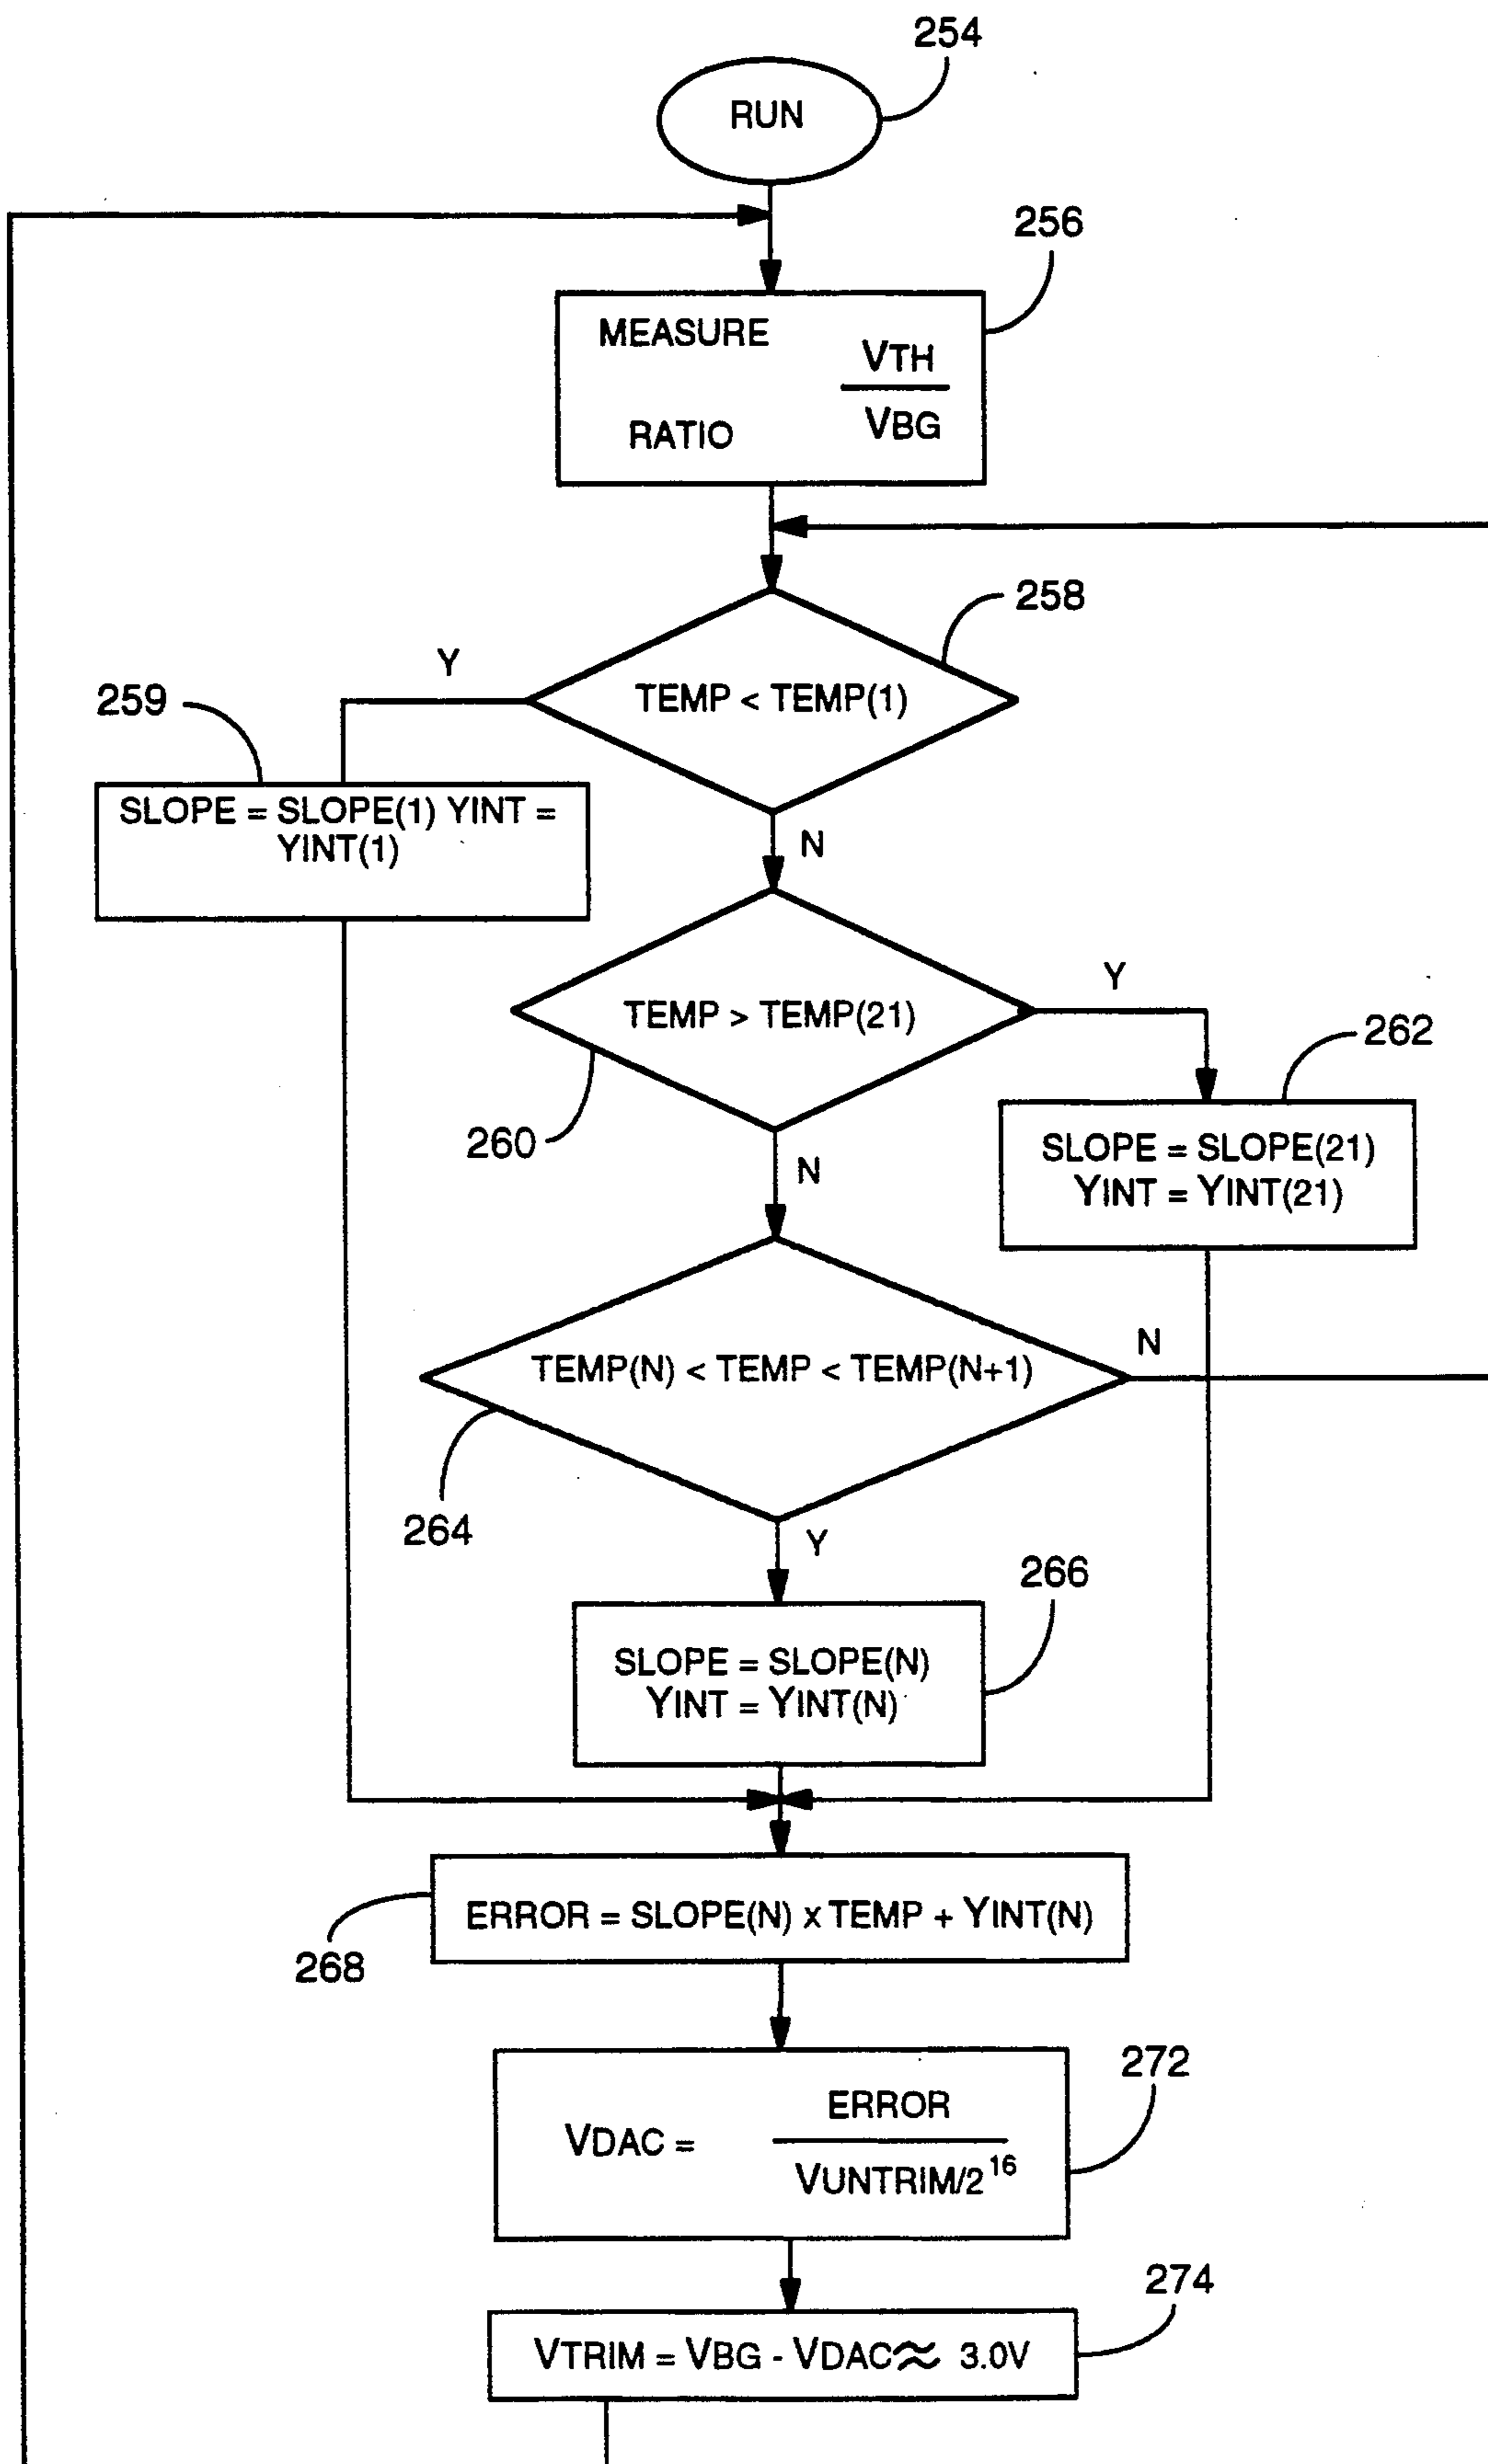 254
RUN
256
MEASURE
VTH
VBG
RATIO
258
Y
TEMP < TEMP(1)
259
SLOPE = SLOPE(1) YINT =
YINT(1)
N
Y
TEMP > TEMP(21)
262
260
N
SLOPE = SLOPE(21)
YINT = YINT(21)
N
TEMP(N) < TEMP < TEMP(N+1)
264
Y
266
SLOPE = SLOPE(N)
YINT = YINT(N)
ERROR = SLOPE(N) x TEMP + YINT(N)
268
272
ERROR
VDAC =
VUNTRIM/2^16
274
VTRIM = VBG - VDAC ≈ 3.0V